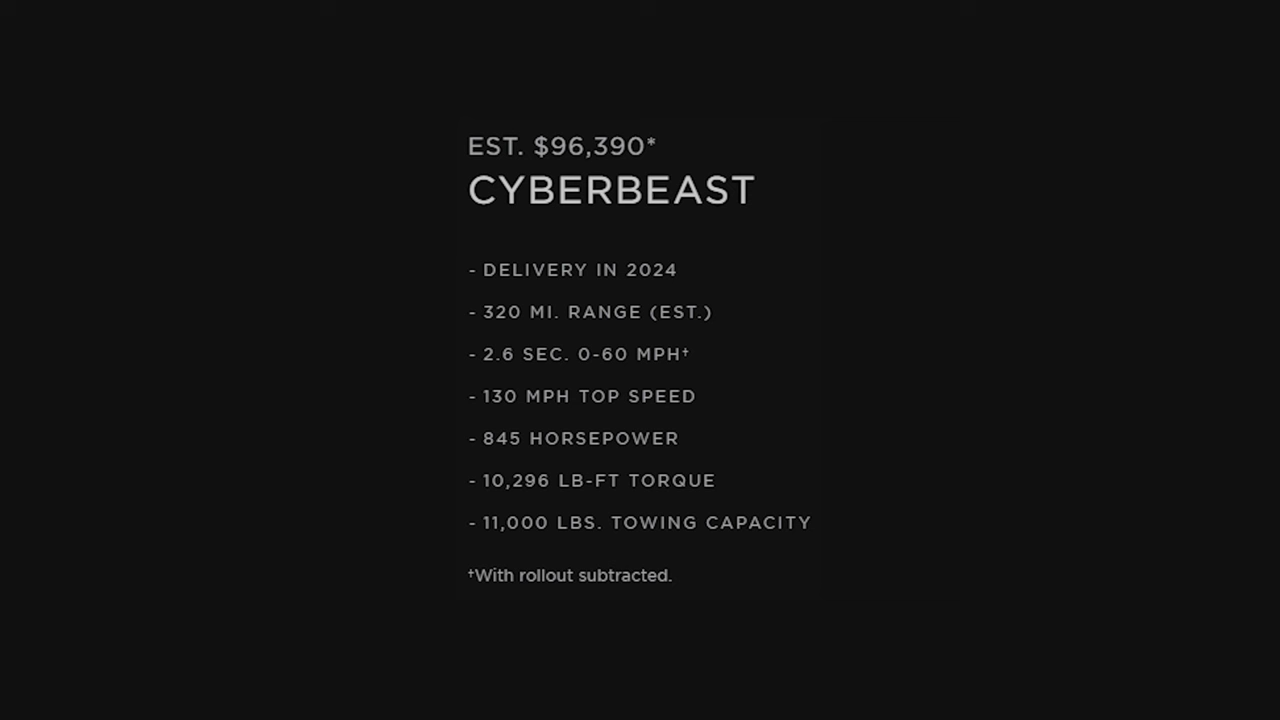 EST. $96,390*
CYBERBEAST
- DELIVERY IN 2024
- 320 MI. RANGE (EST.)
- 2.6 SEC. 0-60 MPH†
- 130 MPH TOP SPEED
- 845 HORSEPOWER
- 10,296 LB-FT TORQUE
- 11,000 LBS. TOWING CAPACITY
†With rollout subtracted.